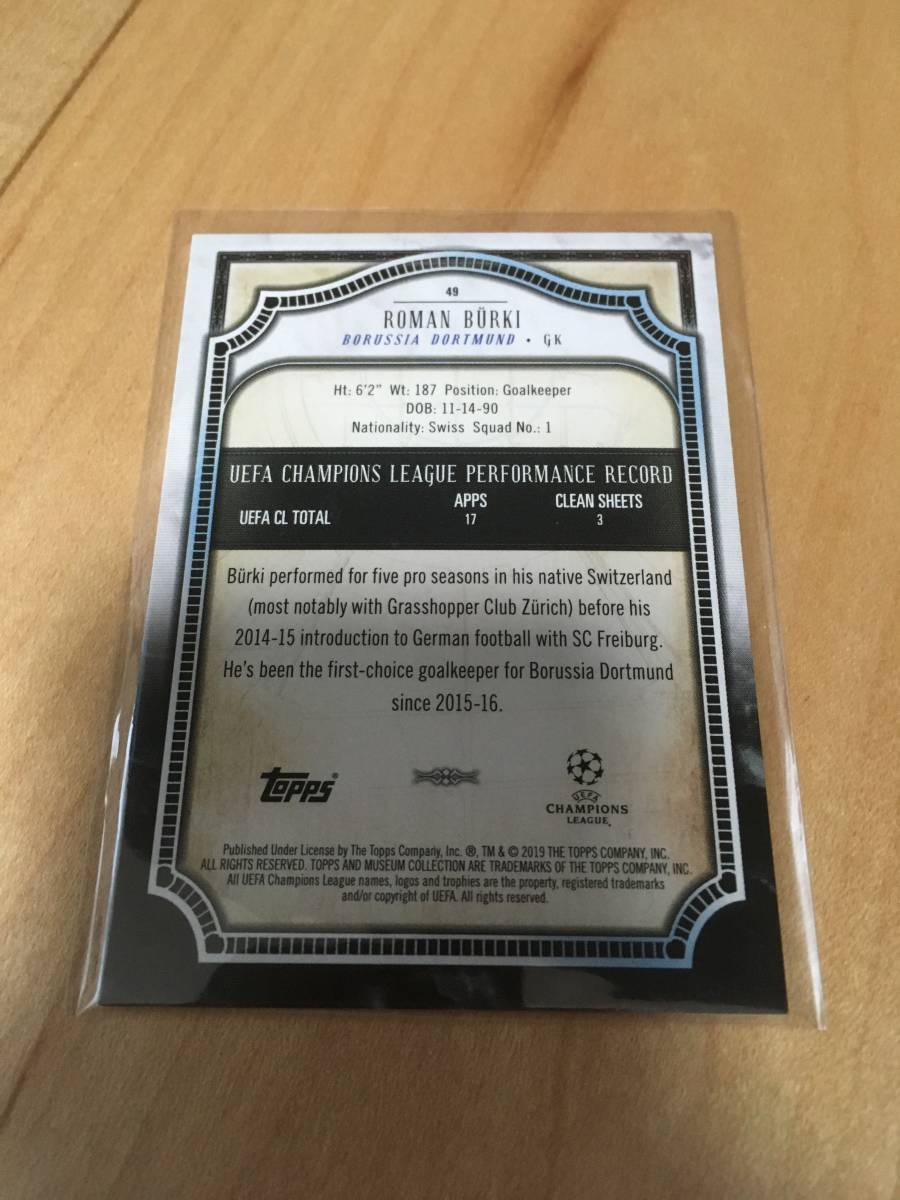 49
ROMAN BÜRKI
BORUSSIA DORTMUND • GK
Ht: 6'2" Wt: 187 Position: Goalkeeper
DOB: 11-14-90
Nationality: Swiss Squad No.: 1
UEFA CHAMPIONS LEAGUE PERFORMANCE RECORD
APPS CLEAN SHEETS
UEFA CL TOTAL 17 3
Bürki performed for five pro seasons in his native Switzerland
(most notably with Grasshopper Club Zürich) before his
2014-15 introduction to German football with SC Freiburg.
He's been the first-choice goalkeeper for Borussia Dortmund
since 2015-16.
topps®
UEFA
CHAMPIONS
LEAGUE
Published Under License by The Topps Company, Inc. ®, TM & © 2019 THE TOPPS COMPANY, INC.
ALL RIGHTS RESERVED. TOPPS AND MUSEUM COLLECTION ARE TRADEMARKS OF THE TOPPS COMPANY, INC.
All UEFA Champions League names, logos and trophies are the property, registered trademarks
and/or copyright of UEFA. All rights reserved.